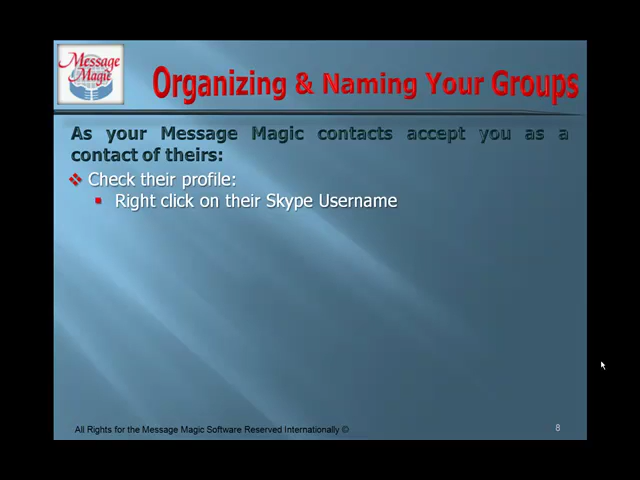 Message
Magic
Organizing & Naming Your Groups
As your Message Magic contacts accept you as a
contact of theirs:
Check their profile:
Right click on their Skype Username
All Rights for the Message Magic Software Reserved Internationally ©
8